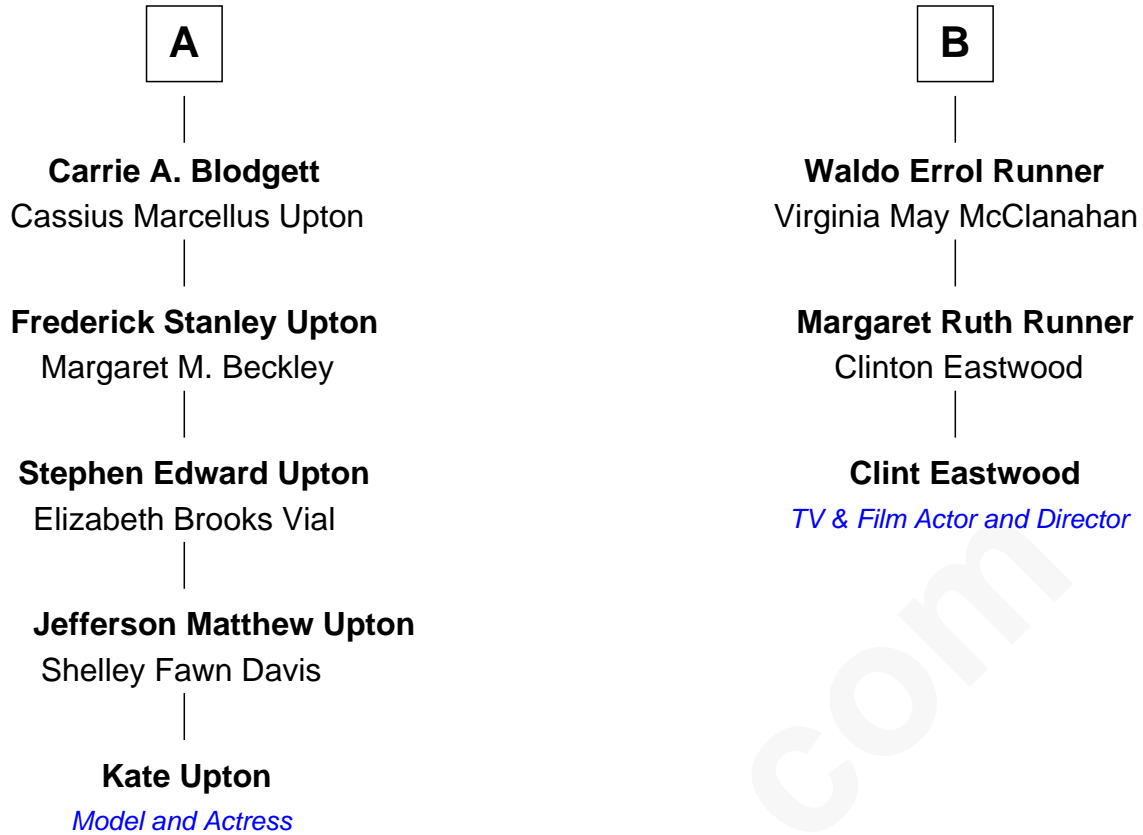 A
Carrie A. Blodgett
Cassius Marcellus Upton
Frederick Stanley Upton
Margaret M. Beckley
Stephen Edward Upton
Elizabeth Brooks Vial
Jefferson Matthew Upton
Shelley Fawn Davis
Kate Upton
Model and Actress
B
Waldo Errol Runner
Virginia May McClanahan
Margaret Ruth Runner
Clinton Eastwood
Clint Eastwood
TV & Film Actor and Director
com